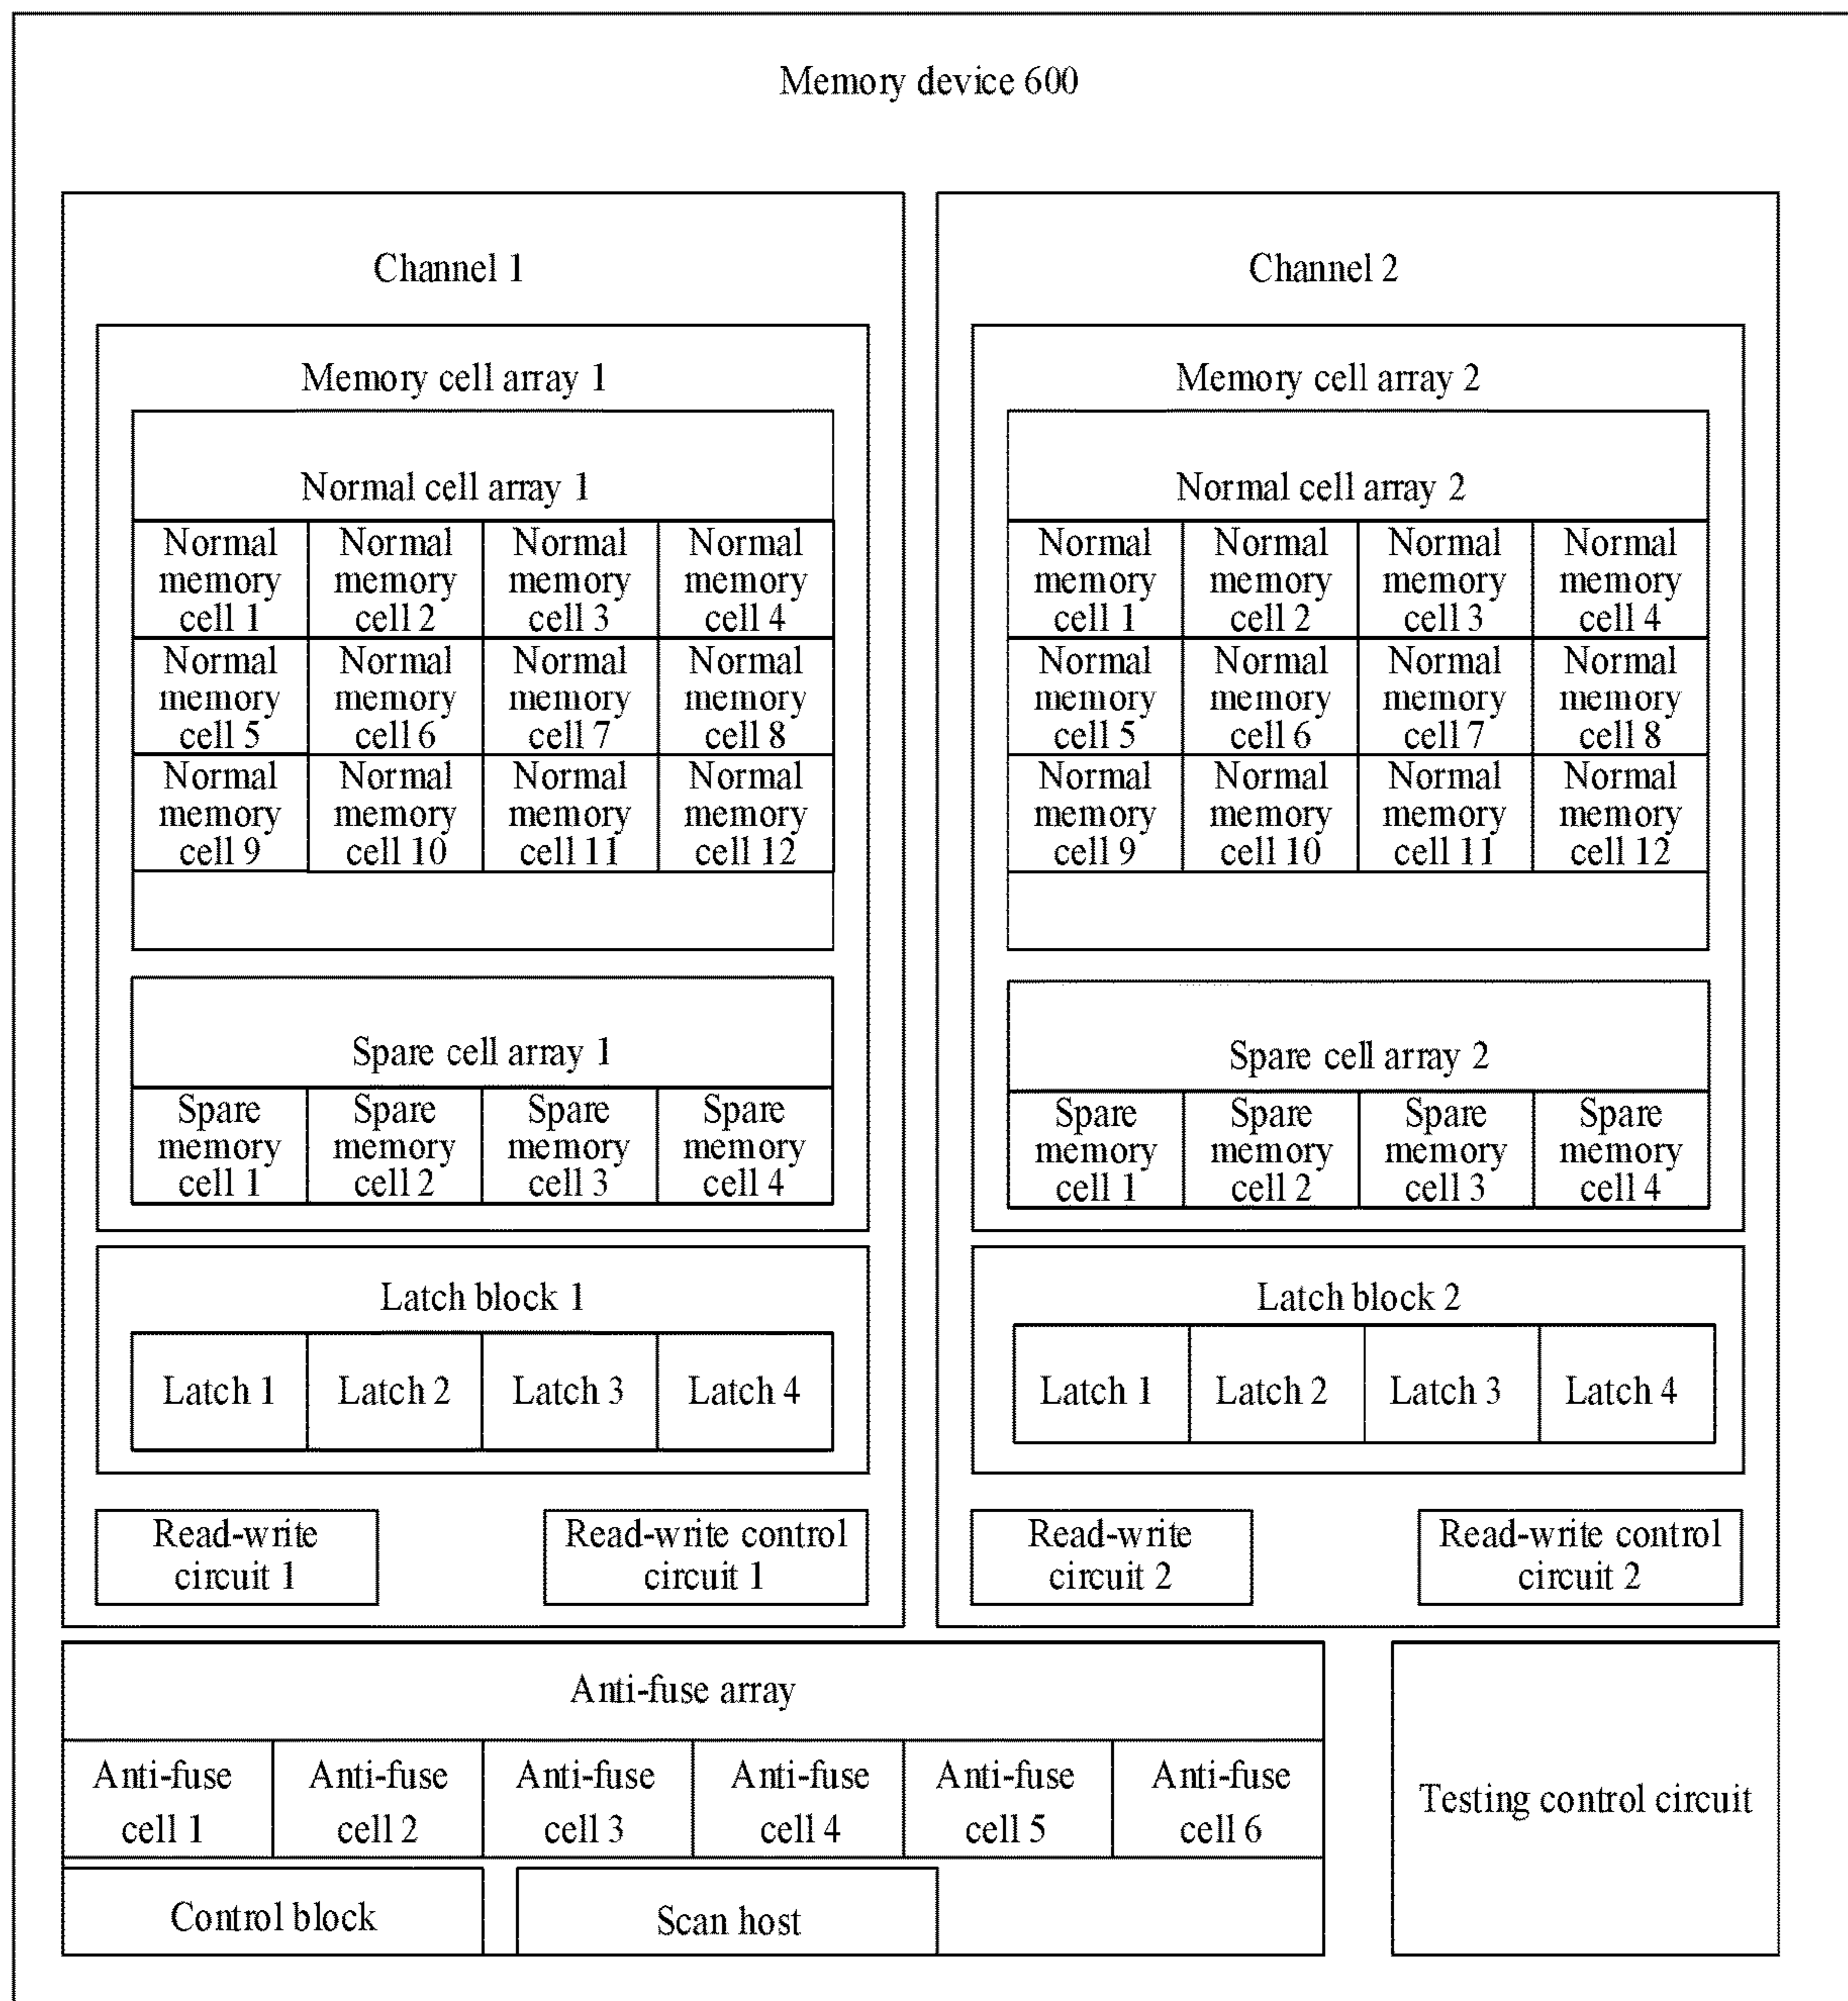 Memory device 600
Channel 1
Memory cell array 1
Normal cell array 1
Normal memory cell 1
Normal memory cell 2
Normal memory cell 3
Normal memory cell 4
Normal memory cell 5
Normal memory cell 6
Normal memory cell 7
Normal memory cell 8
Normal memory cell 9
Normal memory cell 10
Normal memory cell 11
Normal memory cell 12
Spare cell array 1
Spare memory cell 1
Spare memory cell 2
Spare memory cell 3
Spare memory cell 4
Latch block 1
Latch 1
Latch 2
Latch 3
Latch 4
Read-write
circuit 1
Read-write control
circuit 1
Channel 2
Memory cell array 2
Normal cell array 2
Normal memory cell 1
Normal memory cell 2
Normal memory cell 3
Normal memory cell 4
Normal memory cell 5
Normal memory cell 6
Normal memory cell 7
Normal memory cell 8
Normal memory cell 9
Normal memory cell 10
Normal memory cell 11
Normal memory cell 12
Spare cell array 2
Spare memory cell 1
Spare memory cell 2
Spare memory cell 3
Spare memory cell 4
Latch block 2
Latch 1
Latch 2
Latch 3
Latch 4
Read-write
circuit 2
Read-write control
circuit 2
Anti-fuse array
Anti-fuse cell 1
Anti-fuse cell 2
Anti-fuse cell 3
Anti-fuse cell 4
Anti-fuse cell 5
Anti-fuse cell 6
Control block
Scan host
Testing control circuit